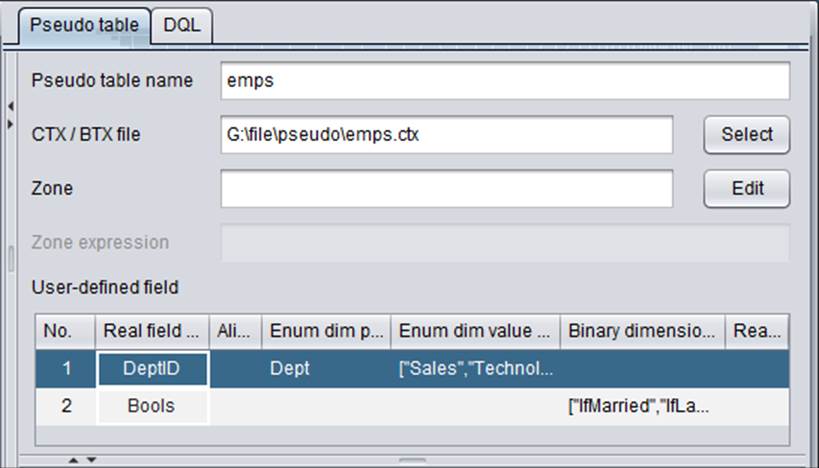 Pseudo table DQL
Pseudo table name emps
CTX / BTX file G:\file\pseudo\emps.ctx Select
Zone Edit
Zone expression
User-defined field
No. Real field ... Ali... Enum dim p... Enum dim value ... Binary dimensio... Rea...
1 DeptID Dept ["Sales","Technol...
2 Bools ["IfMarried","IfLa...